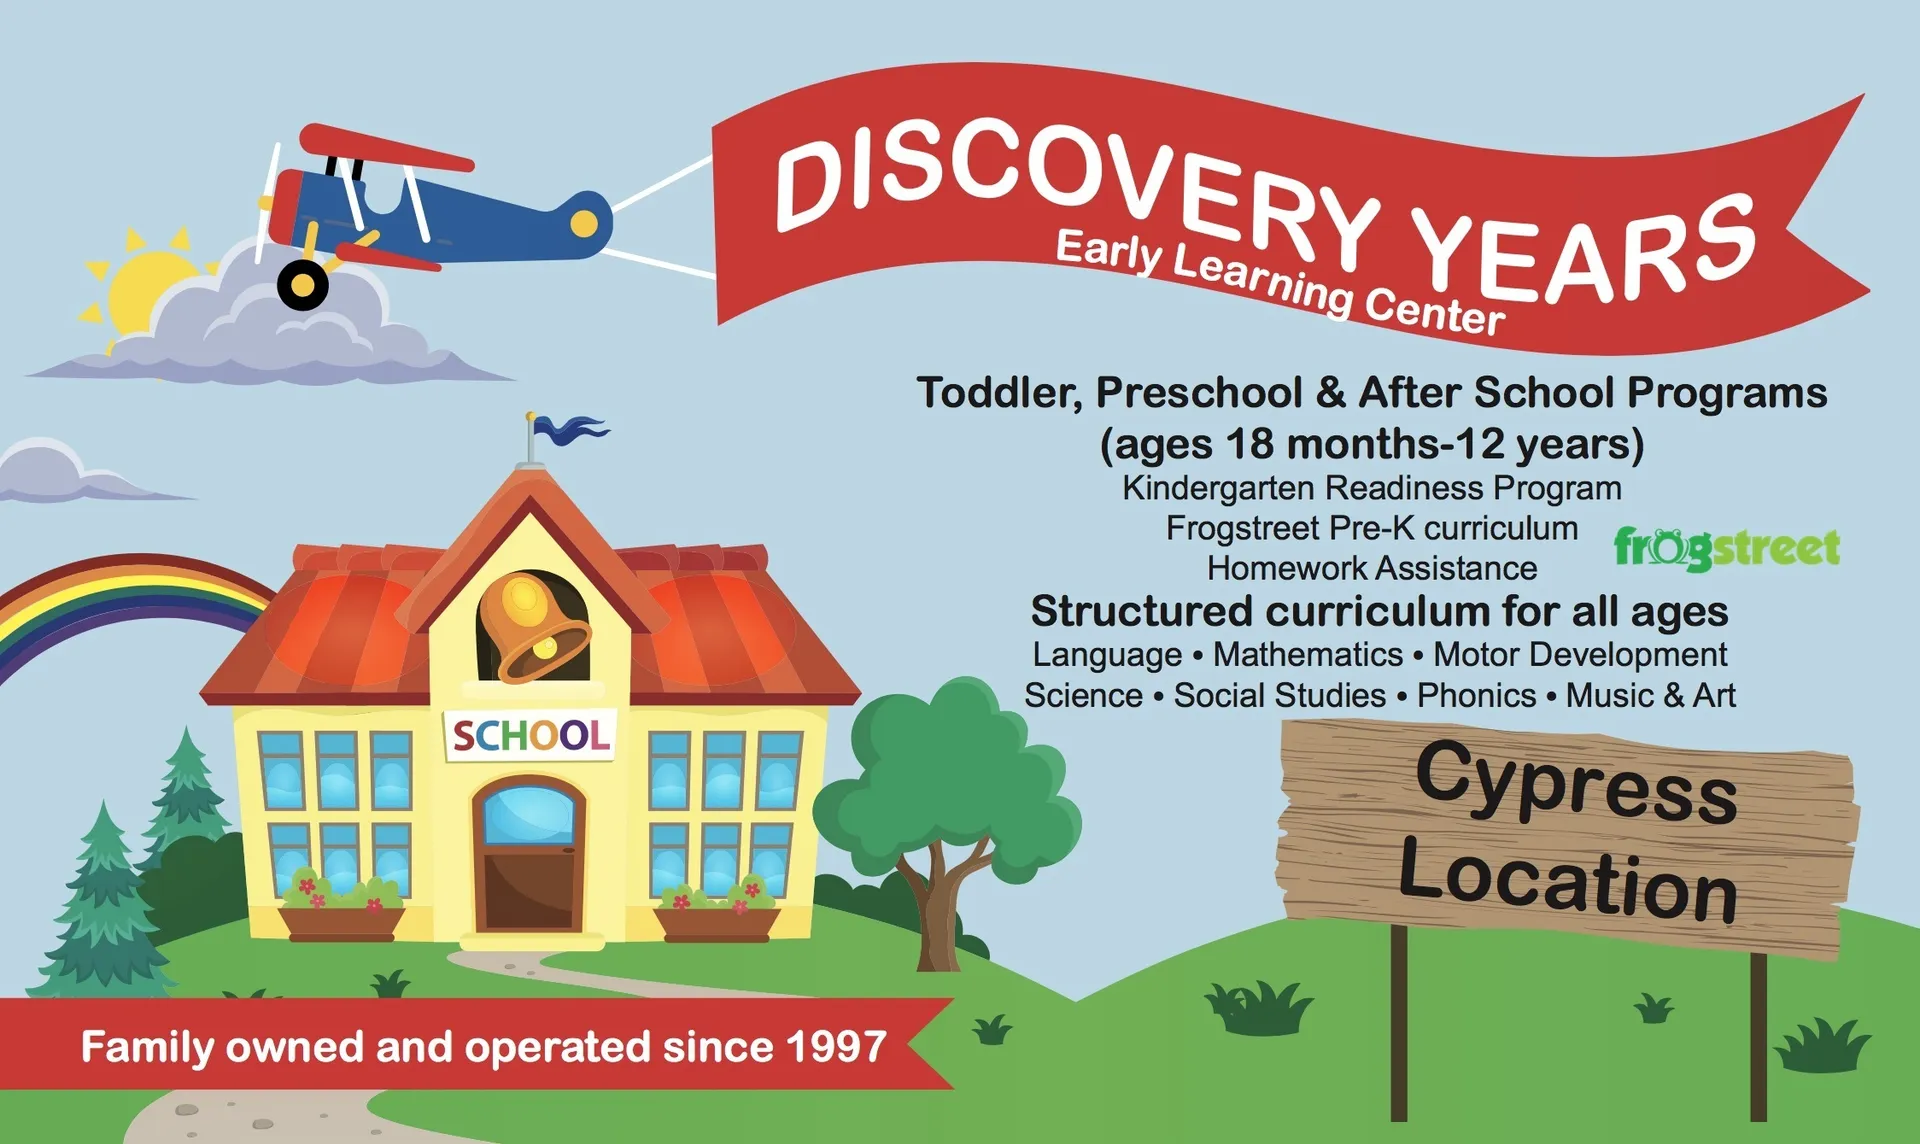 DISCOVERY YEARS
Early Learning Center
Toddler, Preschool & After School Programs
(ages 18 months-12 years)
Kindergarten Readiness Program
Frogstreet Pre-K curriculum
frogstreet
Homework Assistance
Structured curriculum for all ages
Language • Mathematics • Motor Development
Science • Social Studies • Phonics • Music & Art
SCHOOL
Cypress
Location
Family owned and operated since 1997